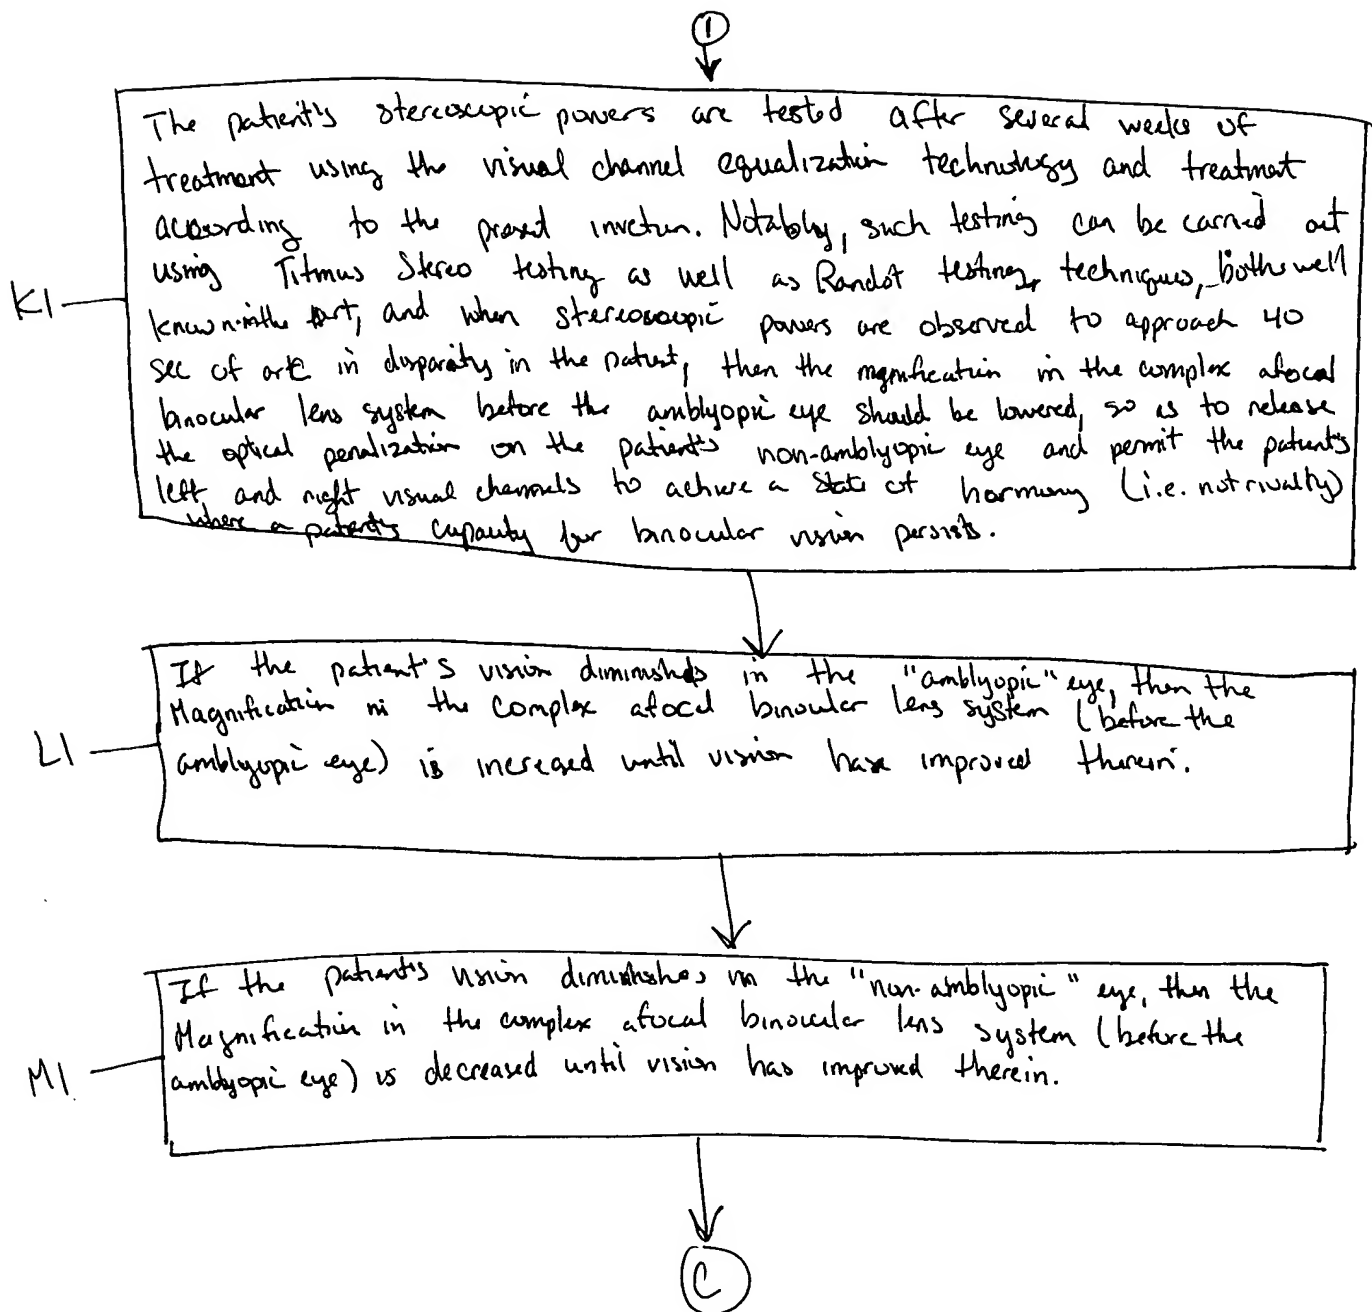 1
The patient's stereoscopic powers are tested after several weeks of
treatment using the visual channel equalization technology and treatment
according to the present invetion. Notably, such testing can be carried out
using Titmus Stereo testing as well as Randot testing, techniques, both well
K1
known in the art, and when stereoscopic powers are observed to approach 40
sec of arc in disparity in the patient, then the magnification in the complex afocal
binocular lens system before the amblyopic eye should be lowered, so as to release
the optical penalization on the patient's non-amblyopic eye and permit the patient's
left and right visual channels to achieve a state of harmony (i.e. not rivalty)
where a patient's capacity for binocular vision persists.
If the patient's vision diminishds in the "amblyopic" eye, then the
Magnification in the complex afocal binocular lens system (before the
L1
amblyopic eye) is increased until vision has improved therein.
If the patient's vision diminishes in the "non-amblyopic" eye, then the
Magnification in the complex afocal binocular lens system (before the
M1
amblyopic eye) is decreased until vision has improved therein.
C